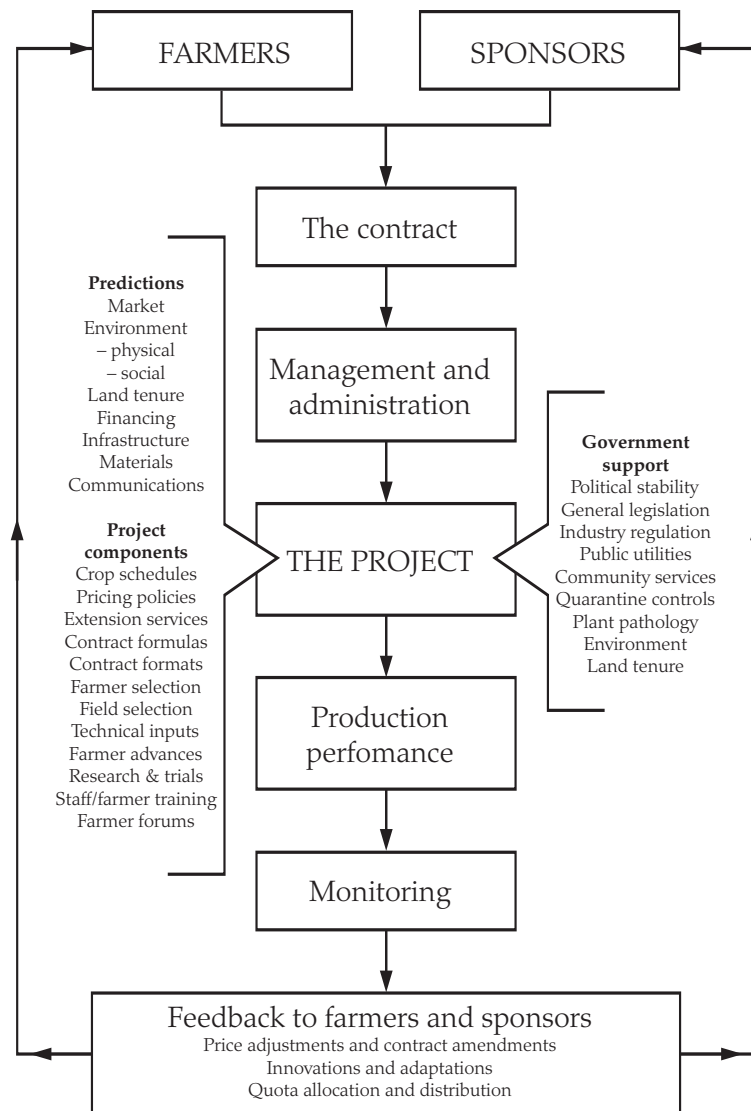 FARMERS
SPONSORS
The contract
Predictions
Market
Environment
– physical
– social
Land tenure
Financing
Infrastructure
Materials
Communications
Project
components
Crop schedules
Pricing policies
Extension services
Contract formulas
Contract formats
Farmer selection
Field selection
Technical inputs
Farmer advances
Research & trials
Staff/farmer training
Farmer forums
Management and
administration
THE PROJECT
Government
support
Political stability
General legislation
Industry regulation
Public utilities
Community services
Quarantine controls
Plant pathology
Environment
Land tenure
Production
perfomance
Monitoring
Feedback to farmers and sponsors
Price adjustments and contract amendments
Innovations and adaptations
Quota allocation and distribution